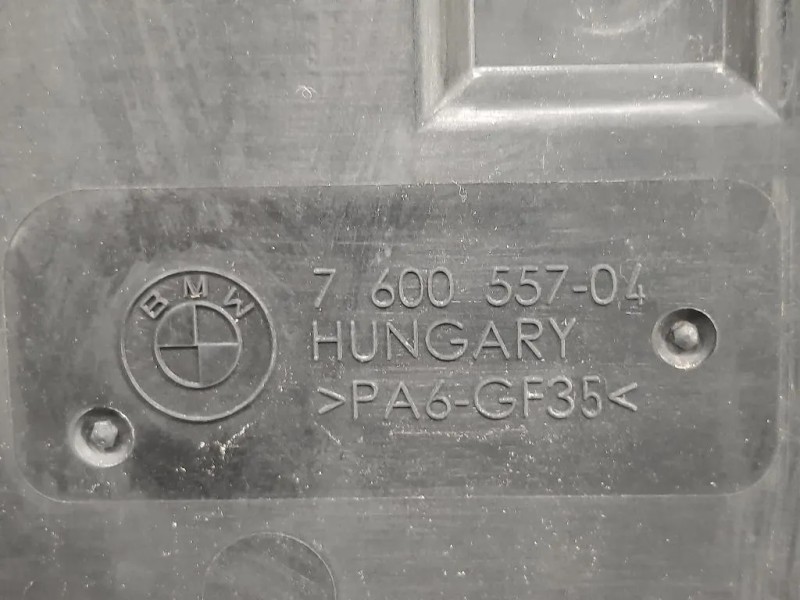 BMW
7 600 557-04
HUNGARY
>PA6-GF35<